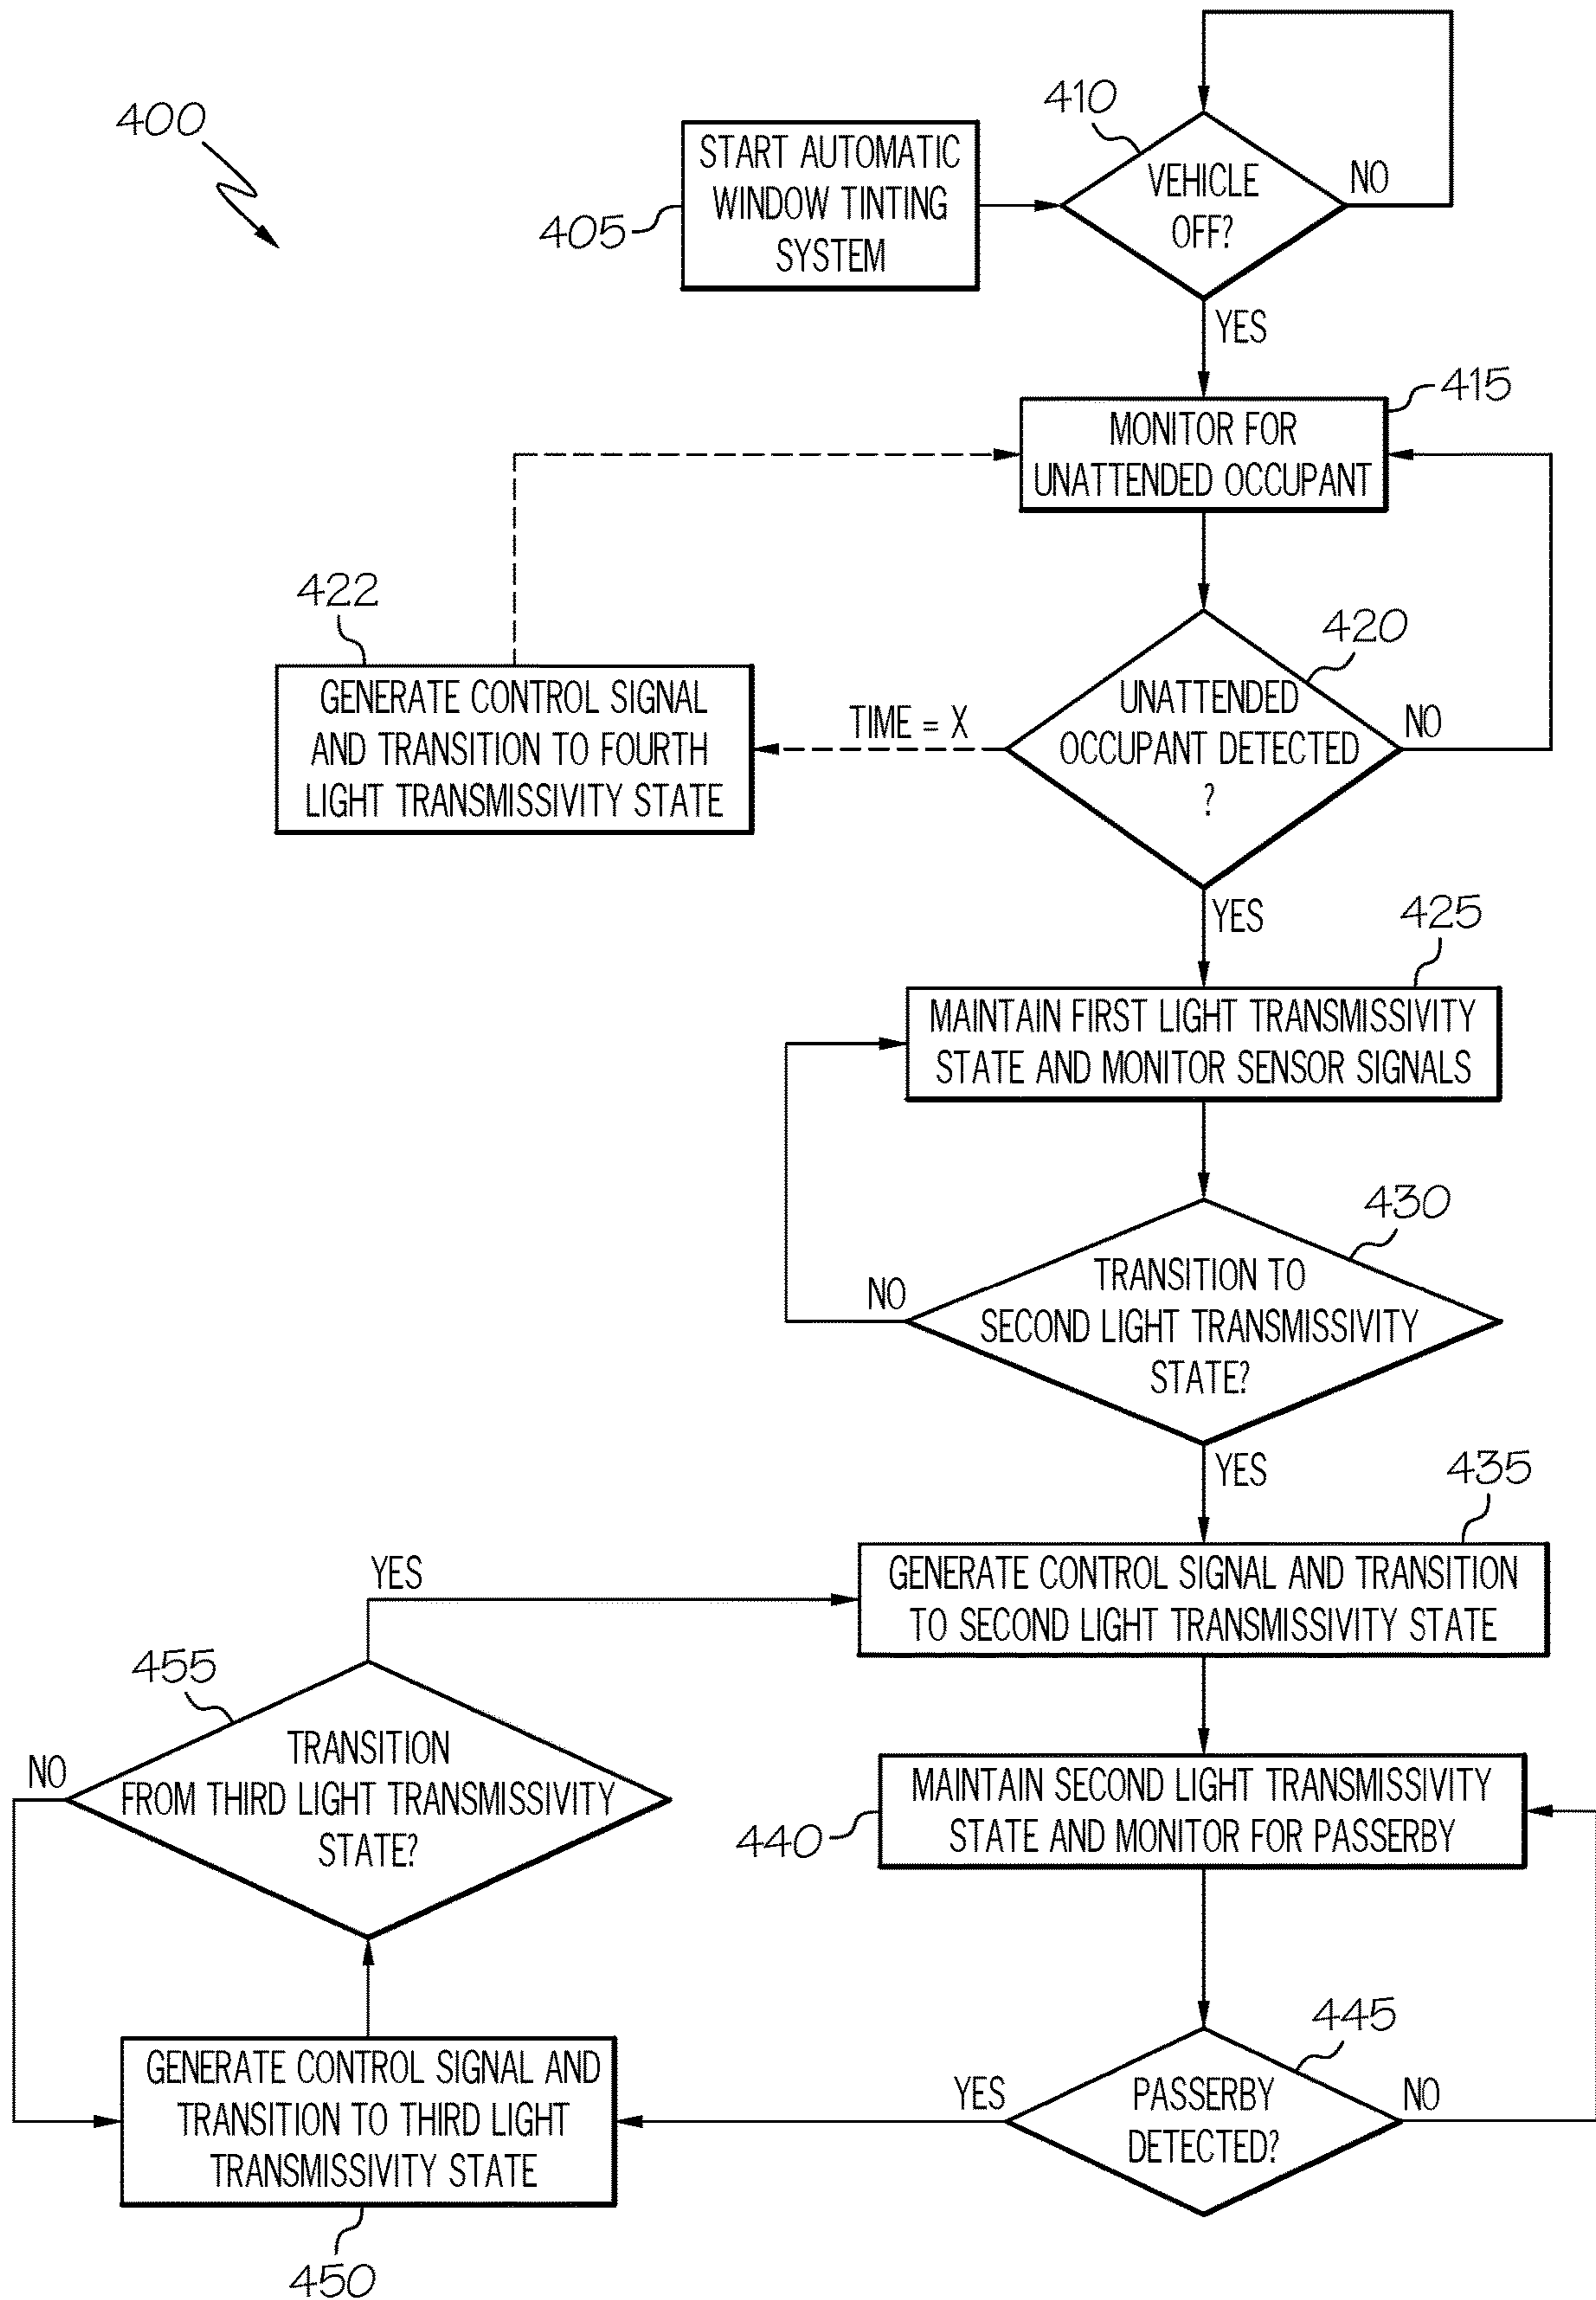 400
410
START AUTOMATIC
WINDOW TINTING
SYSTEM
405
VEHICLE
OFF?
NO
YES
415
MONITOR FOR
UNATTENDED OCCUPANT
422
420
GENERATE CONTROL SIGNAL
AND TRANSITION TO FOURTH
LIGHT TRANSMISSIVITY STATE
TIME = X
UNATTENDED
OCCUPANT DETECTED
?
NO
YES
425
MAINTAIN FIRST LIGHT TRANSMISSIVITY
STATE AND MONITOR SENSOR SIGNALS
430
NO
TRANSITION TO
SECOND LIGHT TRANSMISSIVITY
STATE?
YES
435
YES
GENERATE CONTROL SIGNAL AND TRANSITION
TO SECOND LIGHT TRANSMISSIVITY STATE
455
NO
TRANSITION
FROM THIRD LIGHT TRANSMISSIVITY
STATE?
440
MAINTAIN SECOND LIGHT TRANSMISSIVITY
STATE AND MONITOR FOR PASSERBY
445
GENERATE CONTROL SIGNAL AND
TRANSITION TO THIRD LIGHT
TRANSMISSIVITY STATE
YES
PASSERBY
DETECTED?
NO
450